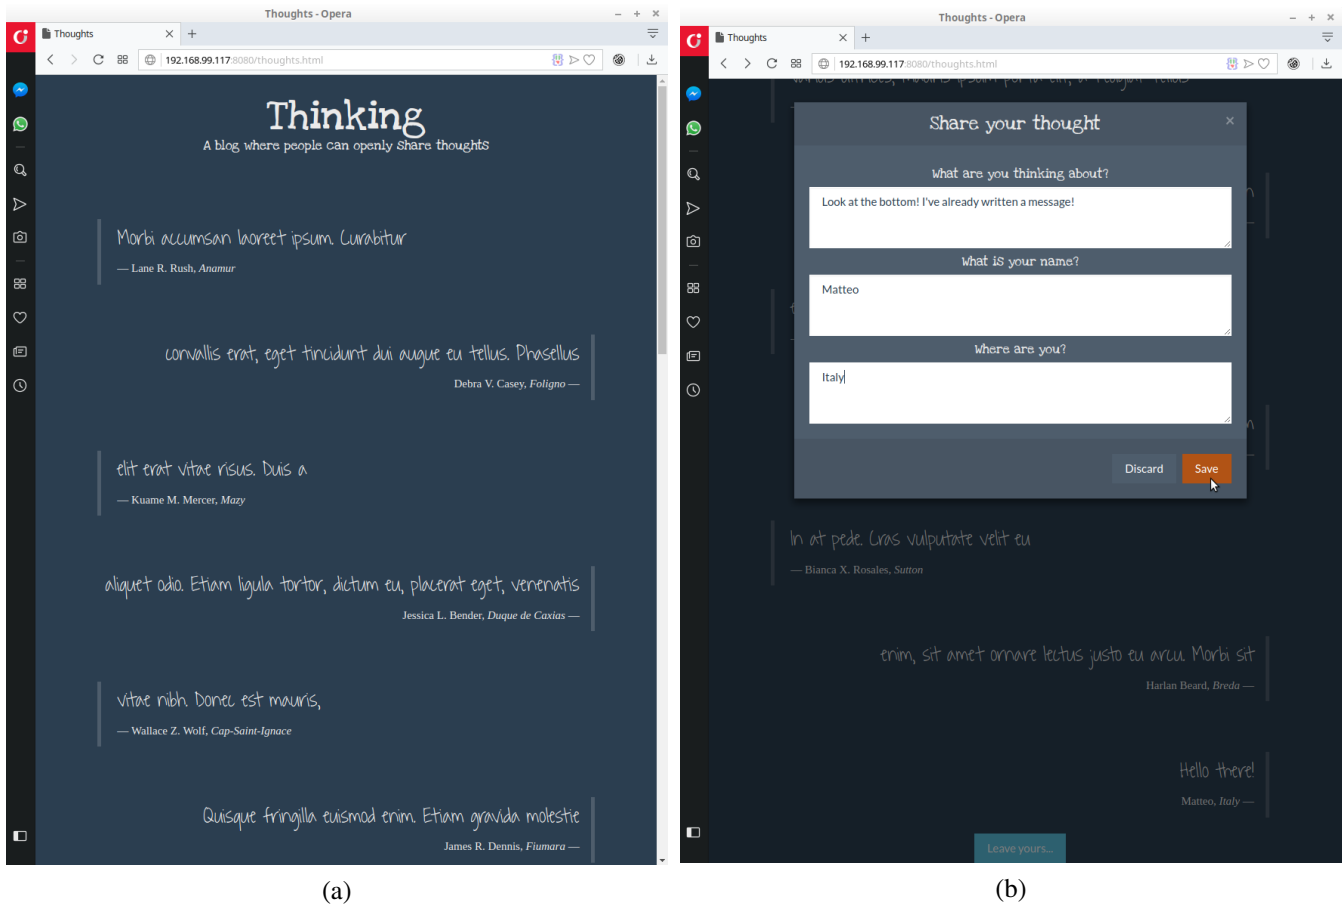 Thoughts - Opera
Thoughts
192.168.99.117:8080/thoughts.html
Thinking
A blog where people can openly share thoughts
Morbi accumsan laoreet ipsum. Curabitur
— Lane R. Rush, Anamur
convallis erat, eget tincidunt dui augue eu tellus. Phasellus
Debra V. Casey, Foligno —
elit erat vitae risus. Duis a
— Kuame M. Mercer, Mazy
aliquet odio. Etiam ligula tortor, dictum eu, placerat eget, venenatis
Jessica L. Bender, Duque de Caxias —
vitae nibh. Donec est mauris,
— Wallace Z. Wolf, Cap-Saint-Ignace
Quisque fringilla euismod enim. Etiam gravida molestie
James R. Dennis, Fiumara —
(a)
Thoughts - Opera
Thoughts
192.168.99.117:8080/thoughts.html
Share your thought
What are you thinking about?
Look at the bottom! I've already written a message!
What is your name?
Matteo
Where are you?
Italy
Discard
Save
In at pede. Cras vulputate velit eu
— Bianca X. Rosales, Sutton
enim, sit amet ornare lectus justo eu arcu. Morbi sit
Harlan Beard, Breda —
Hello there!
Matteo, Italy —
Leave yours...
(b)